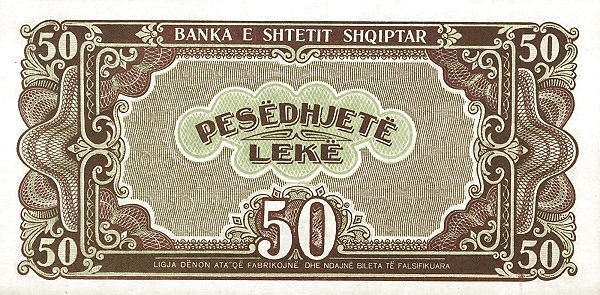 50 BANKA E SHTETIT SHQIPTAR 50
PESËDHJETË
LEKË
50 50 50
LIGJA DËNON ATA QË FABRIKOJNË DHE NDAJNË BILETA TË FALSIFIKUARA